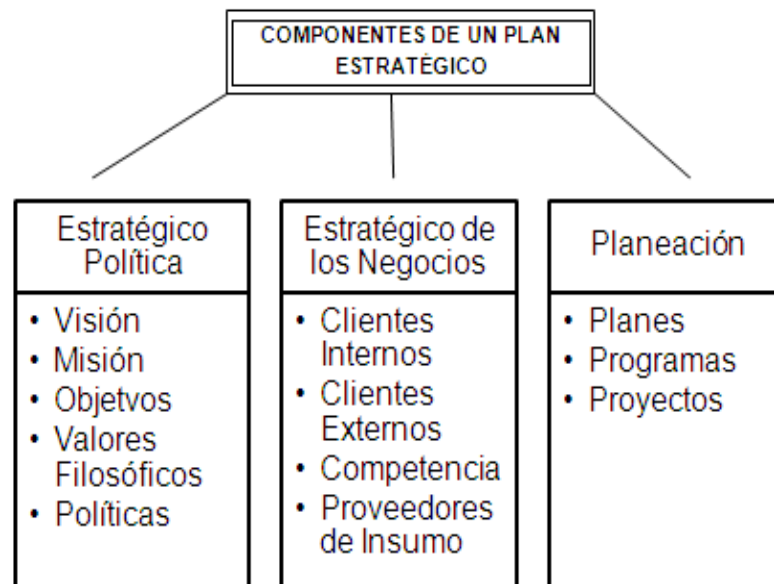 COMPONENTES DE UN PLAN
ESTRATÉGICO
Estratégico
Política
• Visión
• Misión
• Objetvos
• Valores
Filosóficos
• Políticas
Estratégico de
los Negocios
• Clientes
Internos
• Clientes
Externos
• Competencia
• Proveedores
de Insumo
Planeación
• Planes
• Programas
• Proyectos